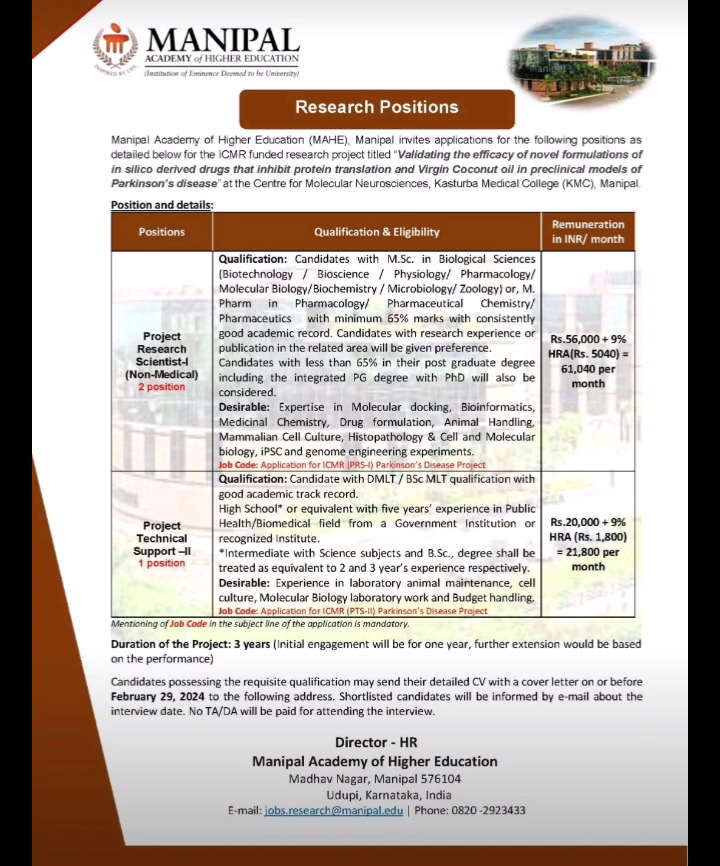 MANIPAL
ACADEMY of HIGHER EDUCATION
(Institution of Eminence Deemed to be University)
INSPIRED BY LIFE
Research Positions
Manipal Academy of Higher Education (MAHE), Manipal invites applications for the following positions as
detailed below for the ICMR funded research project titled "Validating the efficacy of novel formulations of
in silico derived drugs that inhibit protein translation and Virgin Coconut oil in preclinical models of
Parkinson's disease" at the Centre for Molecular Neurosciences, Kasturba Medical College (KMC), Manipal.
Position and details:
Positions
Qualification & Eligibility
Remuneration
in INR/ month
Project
Research
Scientist-I
(Non-Medical)
2 position
Qualification: Candidates with M.Sc. in Biological Sciences
(Biotechnology / Bioscience / Physiology/ Pharmacology/
Molecular Biology/Biochemistry / Microbiology/ Zoology) or, M.
Pharm in Pharmacology/ Pharmaceutical Chemistry/
Pharmaceutics with minimum 65% marks with consistently
good academic record. Candidates with research experience or
publication in the related area will be given preference.
Candidates with less than 65% in their post graduate degree
including the integrated PG degree with PhD will also be
considered.
Desirable: Expertise in Molecular docking, Bioinformatics,
Medicinal Chemistry, Drug formulation, Animal Handling,
Mammalian Cell Culture, Histopathology & Cell and Molecular
biology, iPSC and genome engineering experiments.
Job Code: Application for ICMR (PRS-I) Parkinson's Disease Project
Rs.56,000 + 9%
HRA(Rs. 5040) =
61,040 per
month
Project
Technical
Support –II
1 position
Qualification: Candidate with DMLT / BSc MLT qualification with
good academic track record.
High School* or equivalent with five years' experience in Public
Health/Biomedical field from a Government Institution or
recognized Institute.
*Intermediate with Science subjects and B.Sc., degree shall be
treated as equivalent to 2 and 3 year's experience respectively.
Desirable: Experience in laboratory animal maintenance, cell
culture, Molecular Biology laboratory work and Budget handling.
Job Code: Application for ICMR (PTS-II) Parkinson's Disease Project
Rs.20,000 + 9%
HRA (Rs. 1,800)
= 21,800 per
month
Mentioning of Job Code in the subject line of the application is mandatory.
Duration of the Project: 3 years (Initial engagement will be for one year, further extension would be based
on the performance)
Candidates possessing the requisite qualification may send their detailed CV with a cover letter on or before
February 29, 2024 to the following address. Shortlisted candidates will be informed by e-mail about the
interview date. No TA/DA will be paid for attending the interview.
Director - HR
Manipal Academy of Higher Education
Madhav Nagar, Manipal 576104
Udupi, Karnataka, India
E-mail: jobs.research@manipal.edu | Phone: 0820 -2923433